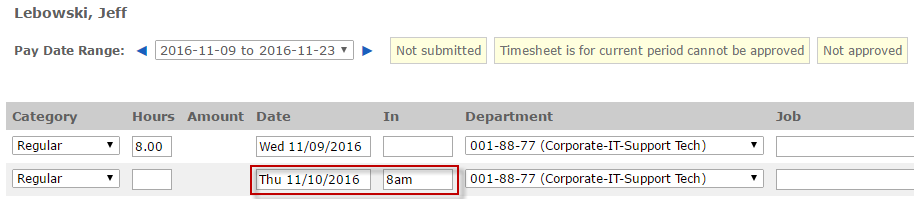 Lebowski, Jeff
Pay Date Range: 2016-11-09 to 2016-11-23 Not submitted Timesheet is for current period cannot be approved Not approved
Category Hours Amount Date In Department Job
Regular 8.00 Wed 11/09/2016 001-88-77 (Corporate-IT-Support Tech)
Regular Thu 11/10/2016 8am 001-88-77 (Corporate-IT-Support Tech)